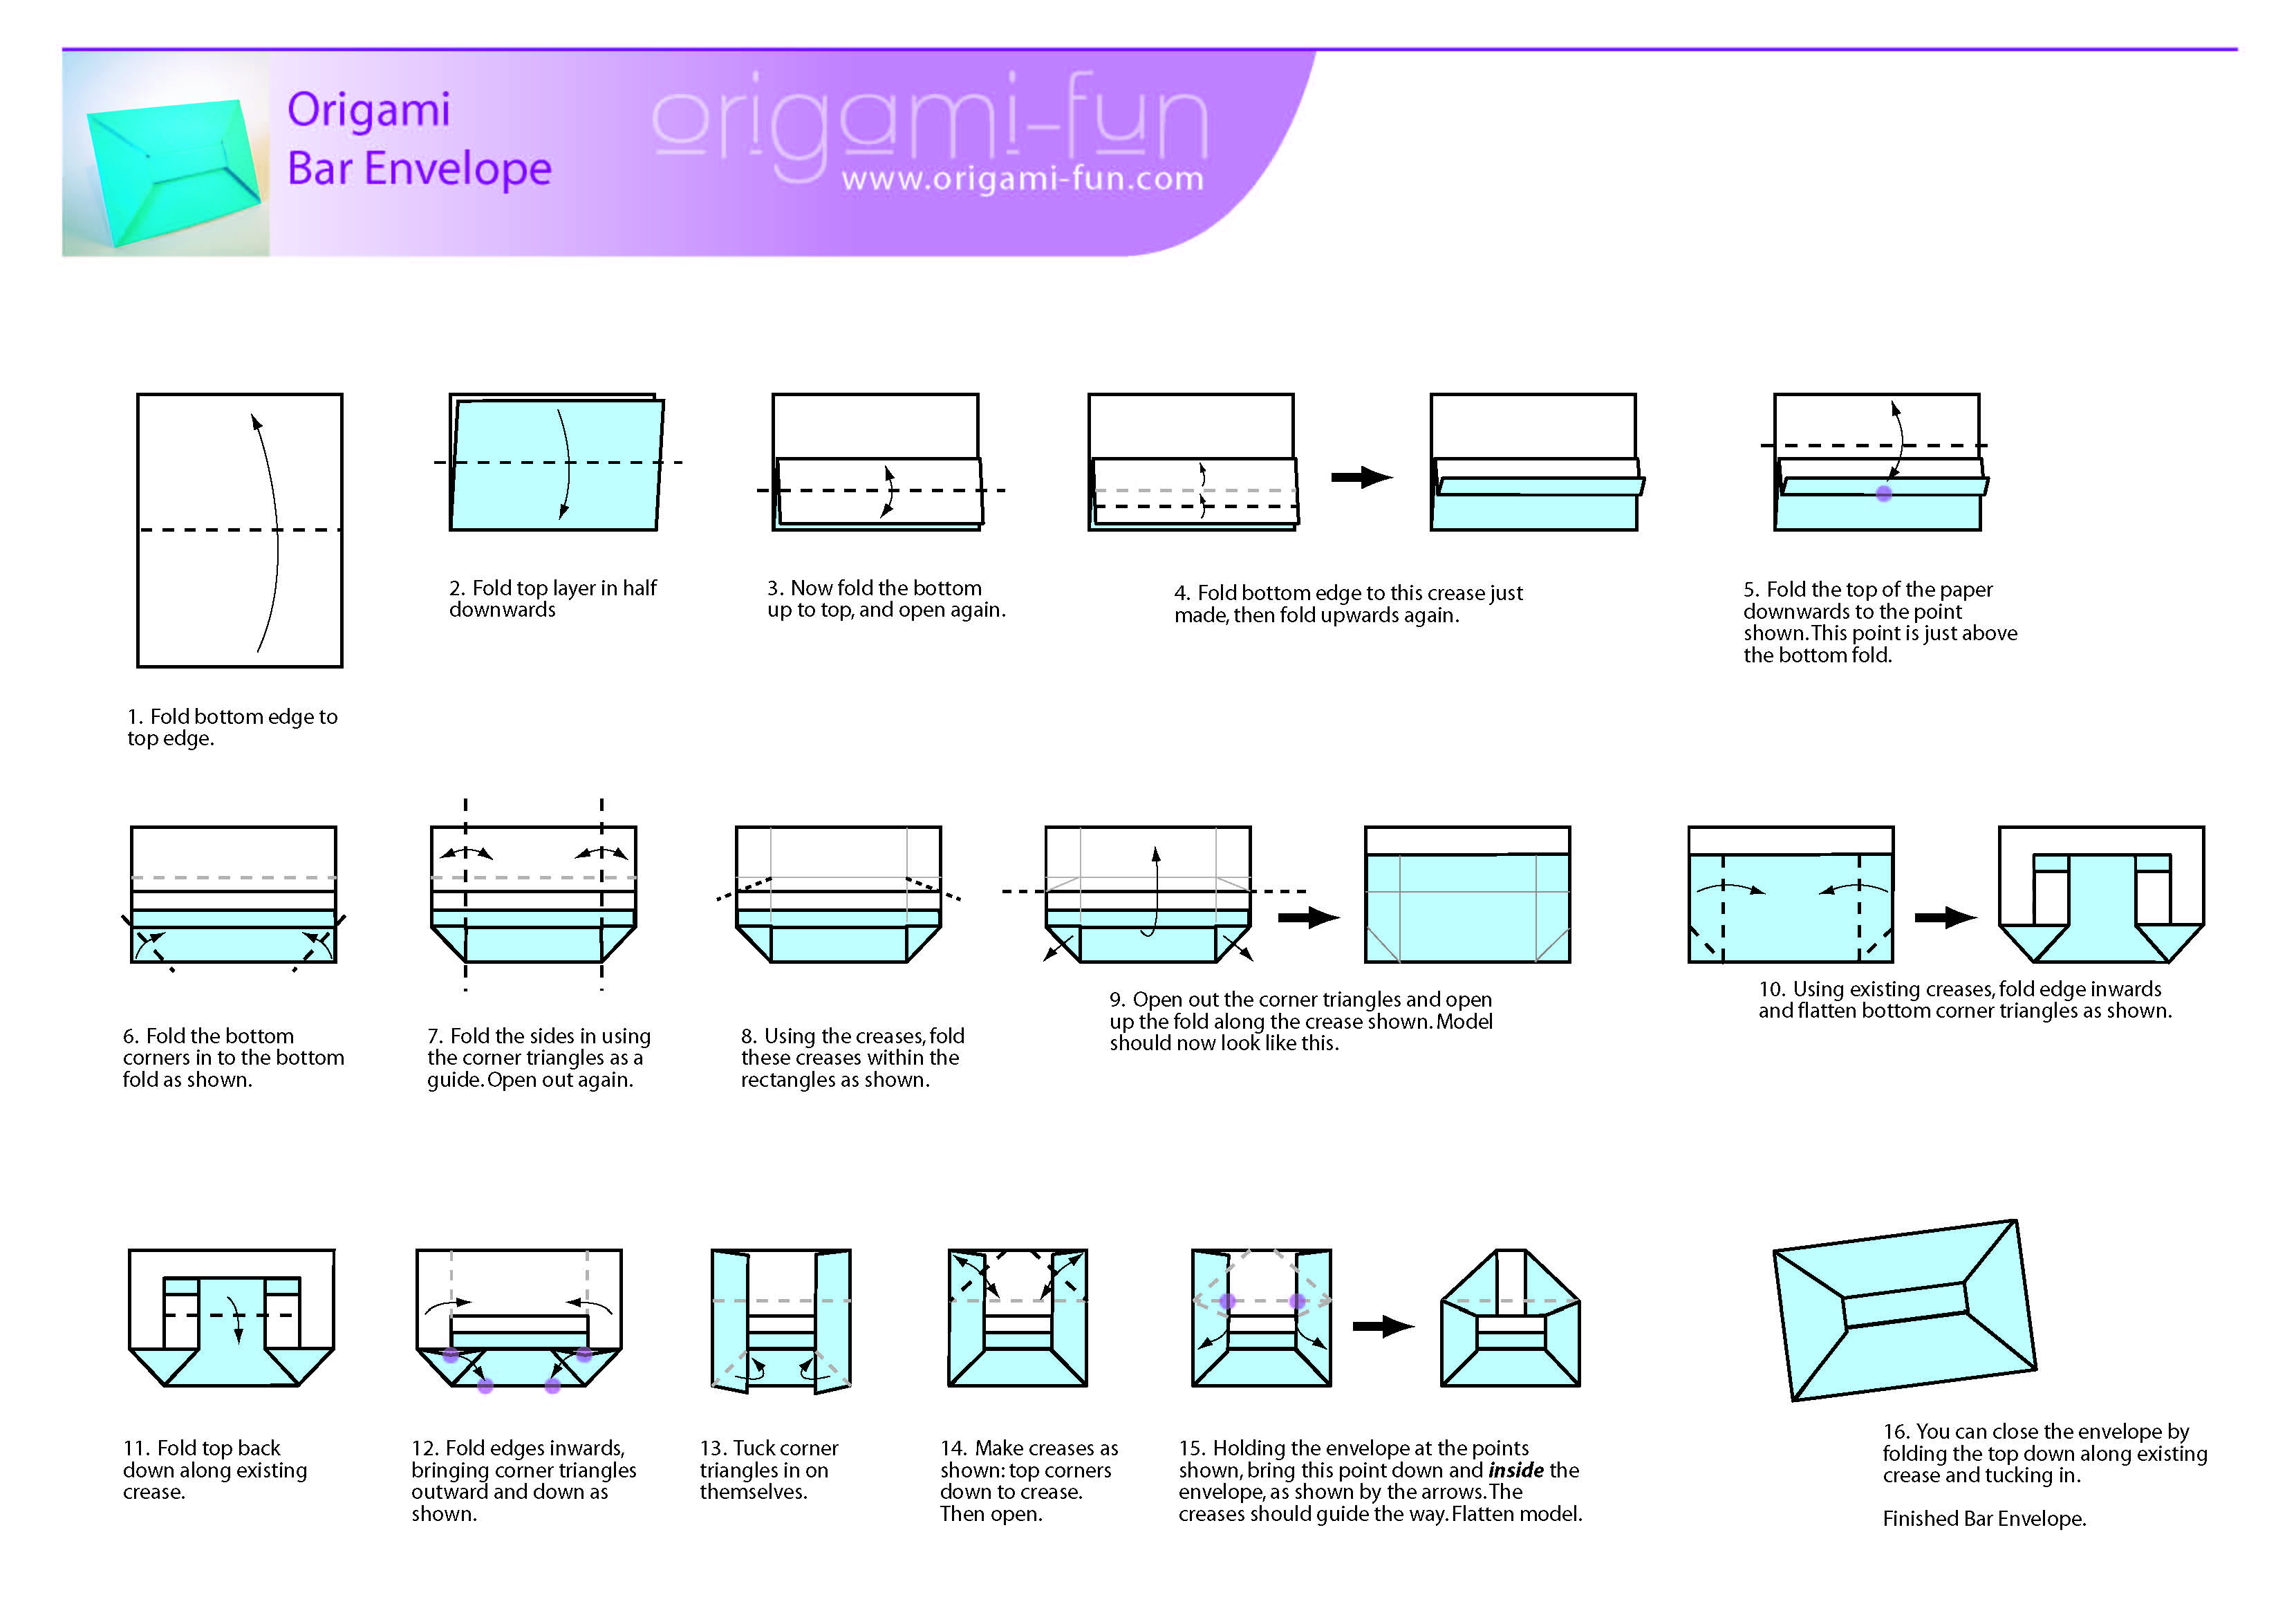 Origami
Bar Envelope
origami-fun
www.origami-fun.com
1. Fold bottom edge to
top edge.
2. Fold top layer in half
downwards
3. Now fold the bottom
up to top, and open again.
4. Fold bottom edge to this crease just
made, then fold upwards again.
5. Fold the top of the paper
downwards to the point
shown. This point is just above
the bottom fold.
6. Fold the bottom
corners in to the bottom
fold as shown.
7. Fold the sides in using
the corner triangles as a
guide. Open out again.
8. Using the creases, fold
these creases within the
rectangles as shown.
9. Open out the corner triangles and open
up the fold along the crease shown. Model
should now look like this.
10. Using existing creases, fold edge inwards
and flatten bottom corner triangles as shown.
11. Fold top back
down along existing
crease.
12. Fold edges inwards,
bringing corner triangles
outward and down as
shown.
13. Tuck corner
triangles in on
themselves.
14. Make creases as
shown: top corners
down to crease.
Then open.
15. Holding the envelope at the points
shown, bring this point down and inside the
envelope, as shown by the arrows. The
creases should guide the way. Flatten model.
16. You can close the envelope by
folding the top down along existing
crease and tucking in.
Finished Bar Envelope.